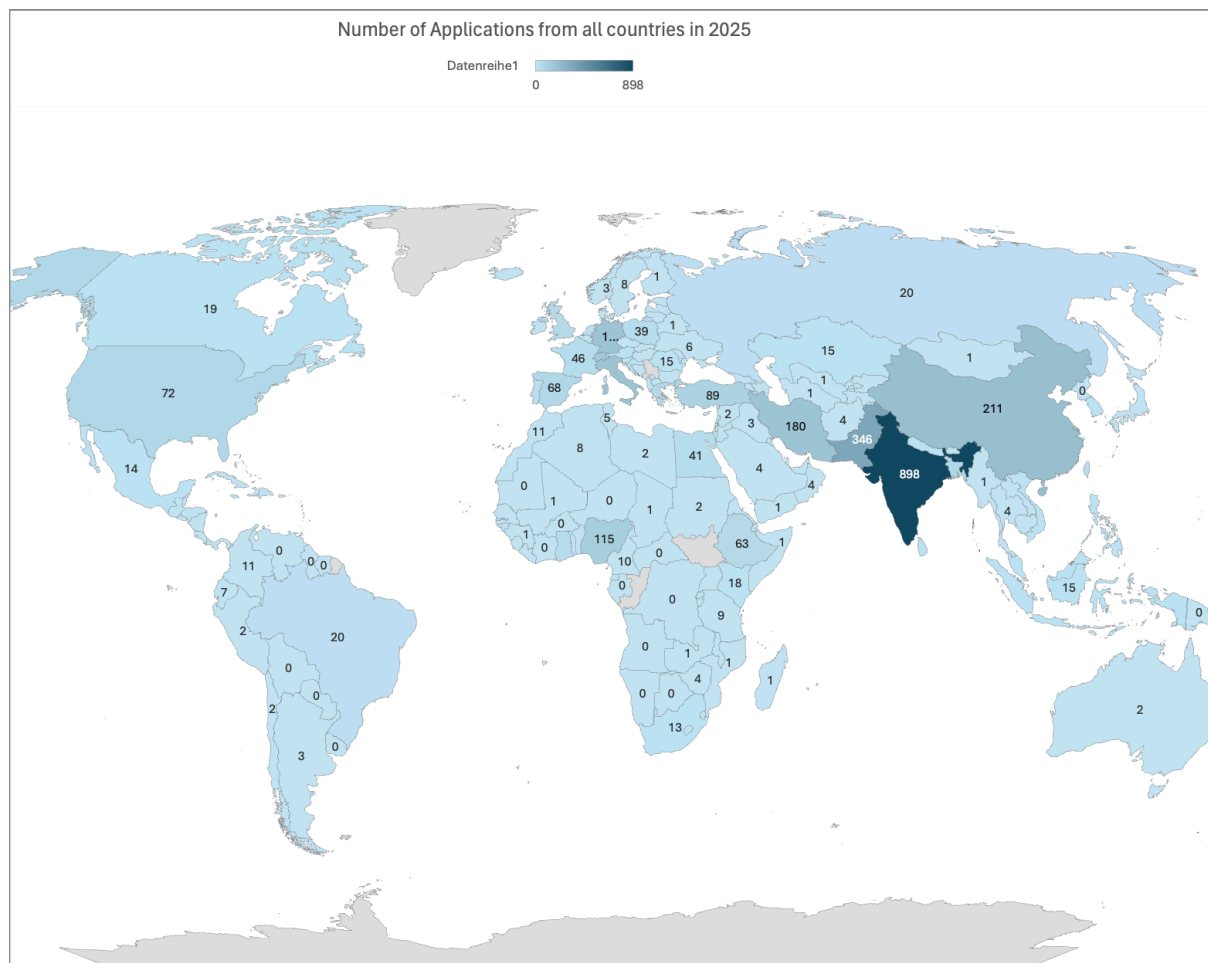 Number of Applications from all countries in 2025
Datenreihe1
0 898
3 8 1
19 20
1... 39 1
46 15 6 15 1
72 68 89 1 1 0
11 5 2 3 180 4 346 211
14 8 2 41 4 898
0 1 0 1 2 4 1 1
1 0 0 115 0 63 1 4
11 0 0 0 10
7 0 0 18 15
2 20 9 0
0 0 1 1
0 0 0 4 1
2 0 13 2
3